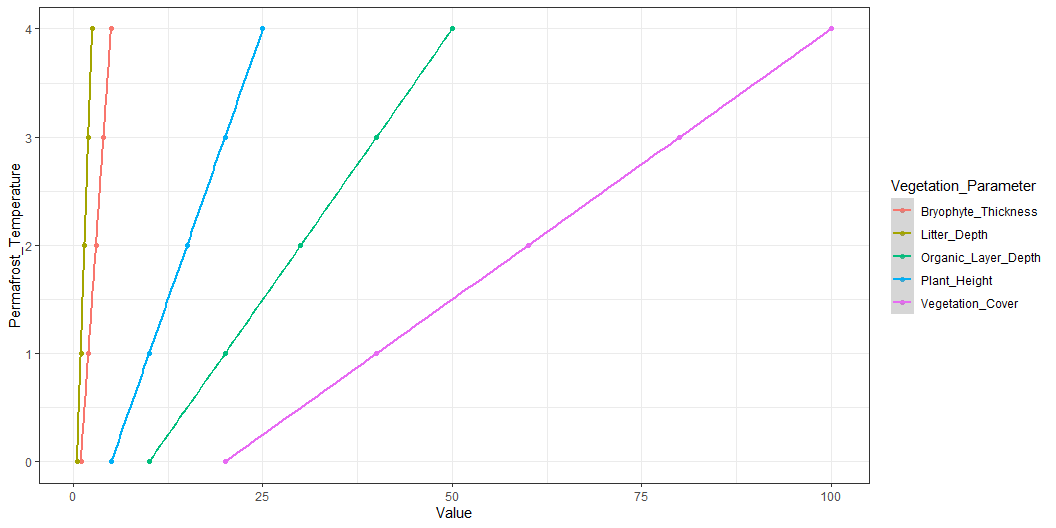 4
3
2
1
0
Permafrost_Temperature
0 25 50 75 100
Value
Vegetation_Parameter
Bryophyte_Thickness
Litter_Depth
Organic_Layer_Depth
Plant_Height
Vegetation_Cover